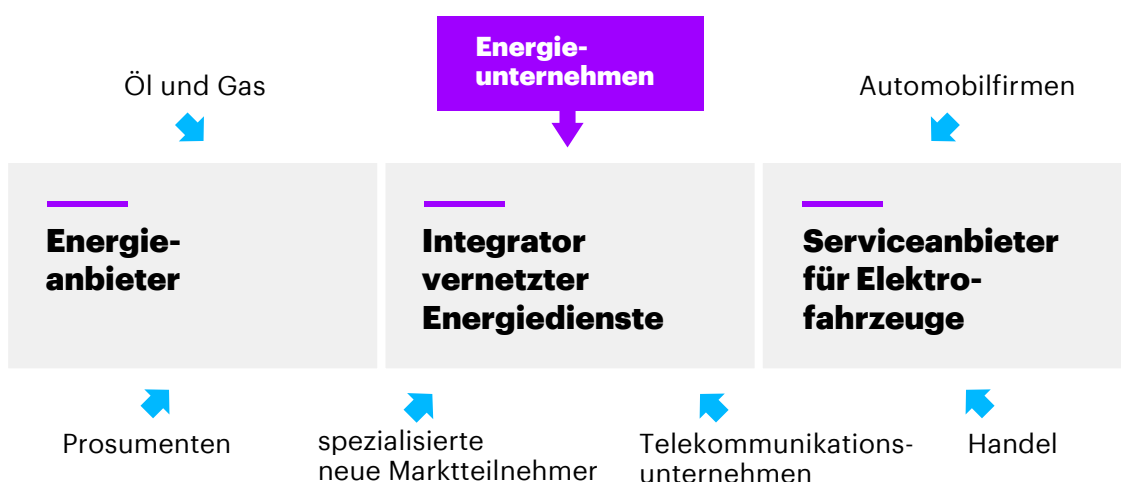 Energie-
unternehmen
Öl und Gas
Automobilfirmen
Energie-
anbieter
Integrator
vernetzter
Energiedienste
Serviceanbieter
für Elektro-
fahrzeuge
Prosumenten
spezialisierte
neue Marktteilnehmer
Telekommunikations-
unternehmen
Handel